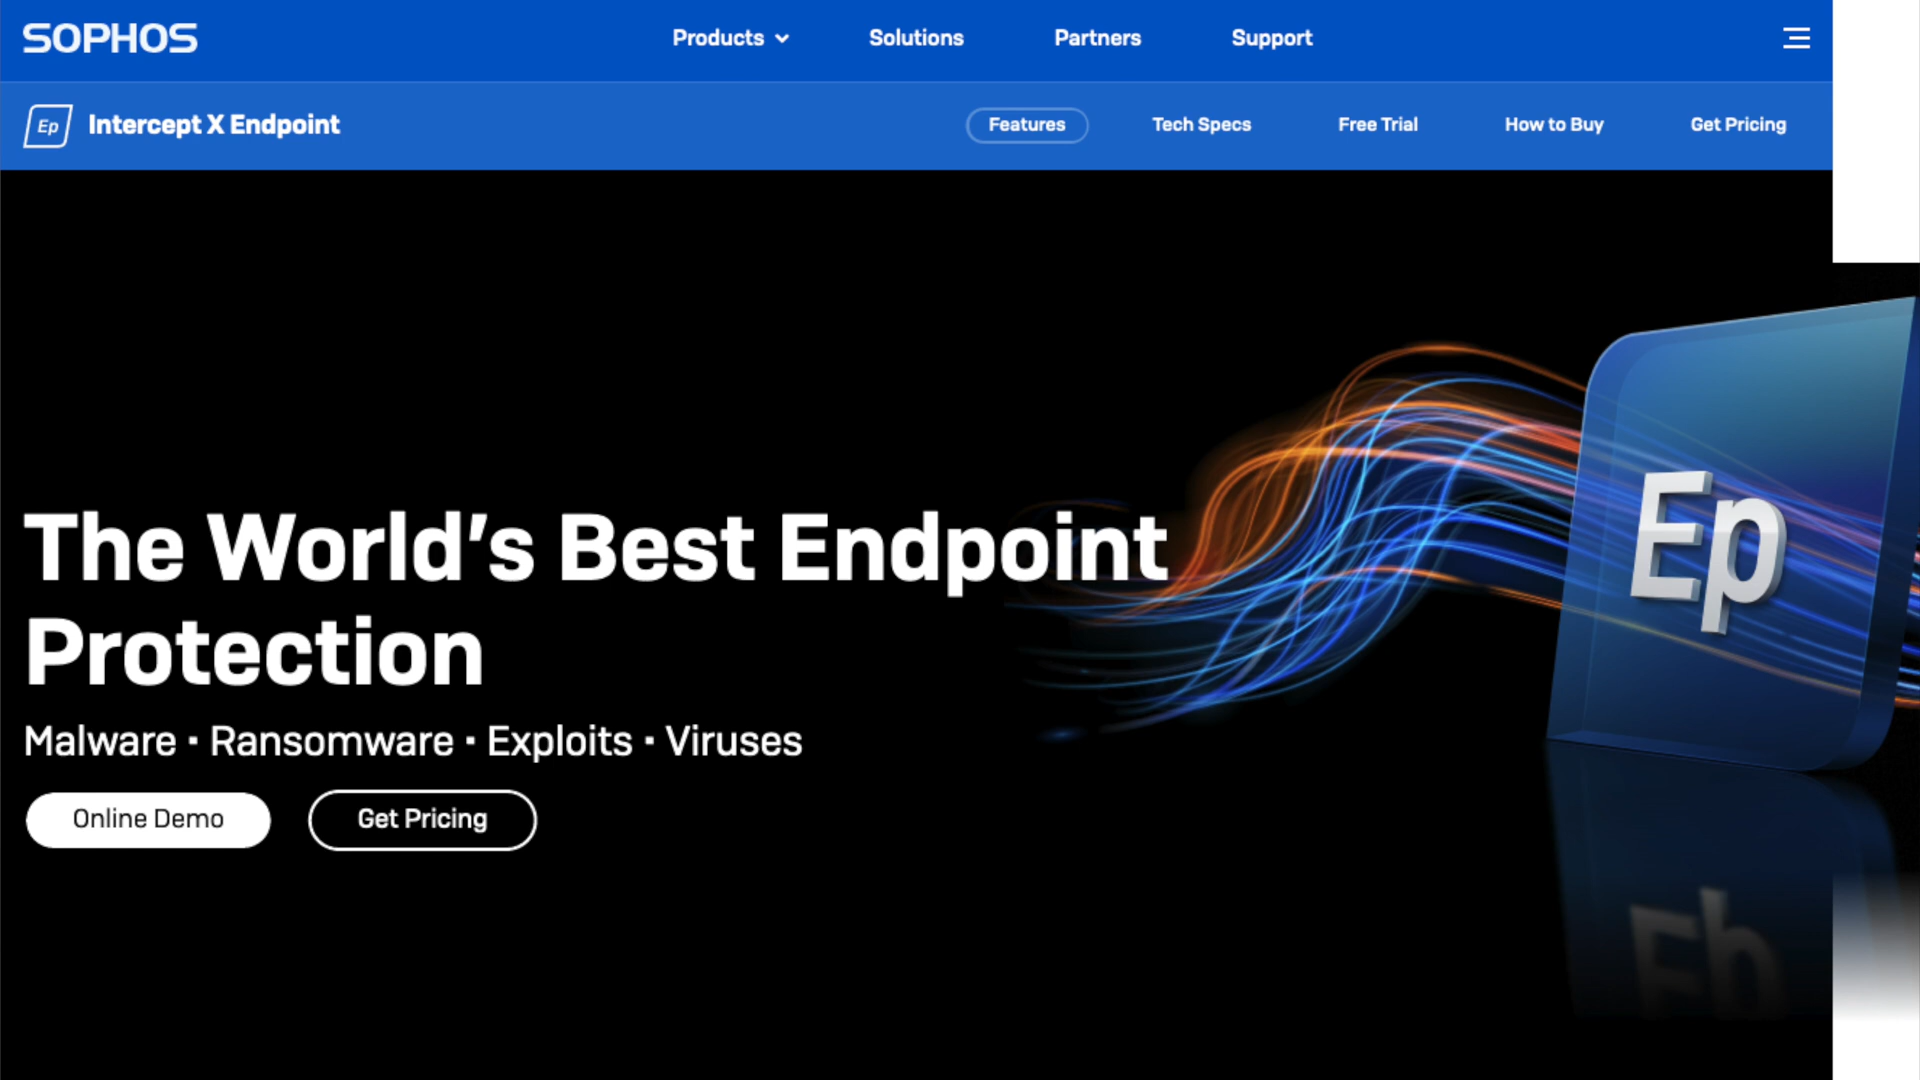 SOPHOS
Products
Solutions
Partners
Support
Ep
Intercept X Endpoint
Features
Tech Specs
Free Trial
How to Buy
Get Pricing
The World's Best Endpoint
Protection
Malware · Ransomware · Exploits · Viruses
Online Demo
Get Pricing
Ep